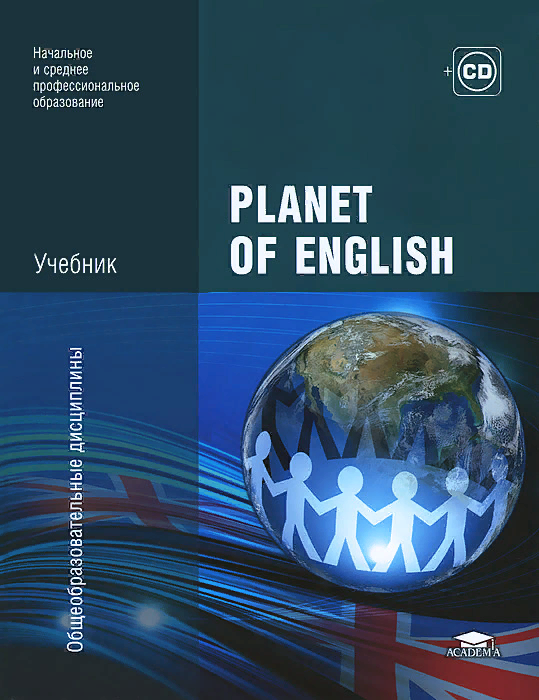 Начальное
и среднее
профессиональное
образование
+ CD
PLANET
OF ENGLISH
Учебник
Общеобразовательные дисциплины
ACADEMA